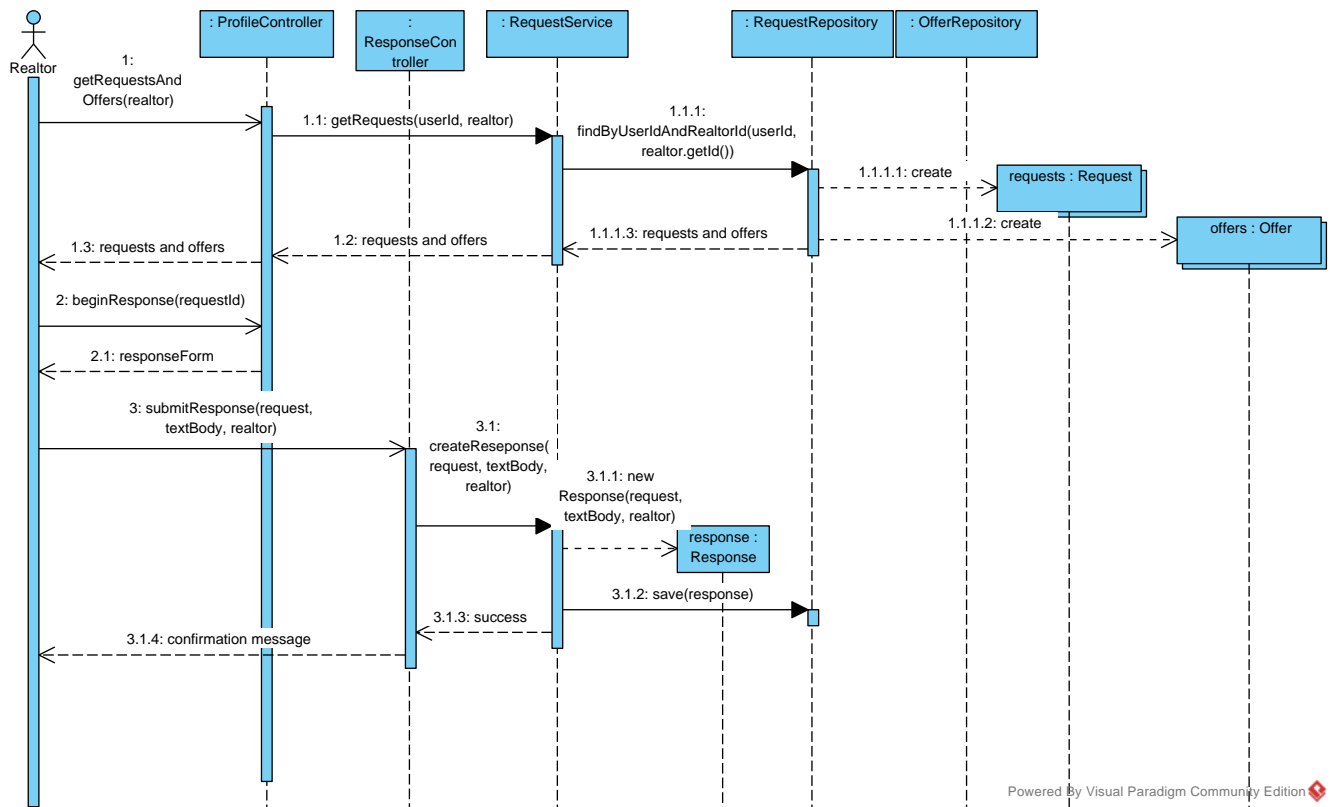 : ProfileController
:
ResponseCon
troller
: RequestService
: RequestRepository
: OfferRepository
Realtor
1:
getRequestsAnd
Offers(realtor)
1.1: getRequests(userId, realtor)
1.1.1:
findByUserIdAndRealtorId(userId,
realtor.getId())
1.1.1.1: create
requests : Request
1.1.1.2: create
offers : Offer
1.1.1.3: requests and offers
1.2: requests and offers
1.3: requests and offers
2: beginResponse(requestId)
2.1: responseForm
3: submitResponse(request,
textBody, realtor)
3.1:
createReseponse(
request, textBody,
realtor)
3.1.1: new
Response(request,
textBody, realtor)
response :
Response
3.1.2: save(response)
3.1.3: success
3.1.4: confirmation message
Powered By Visual Paradigm Community Edition